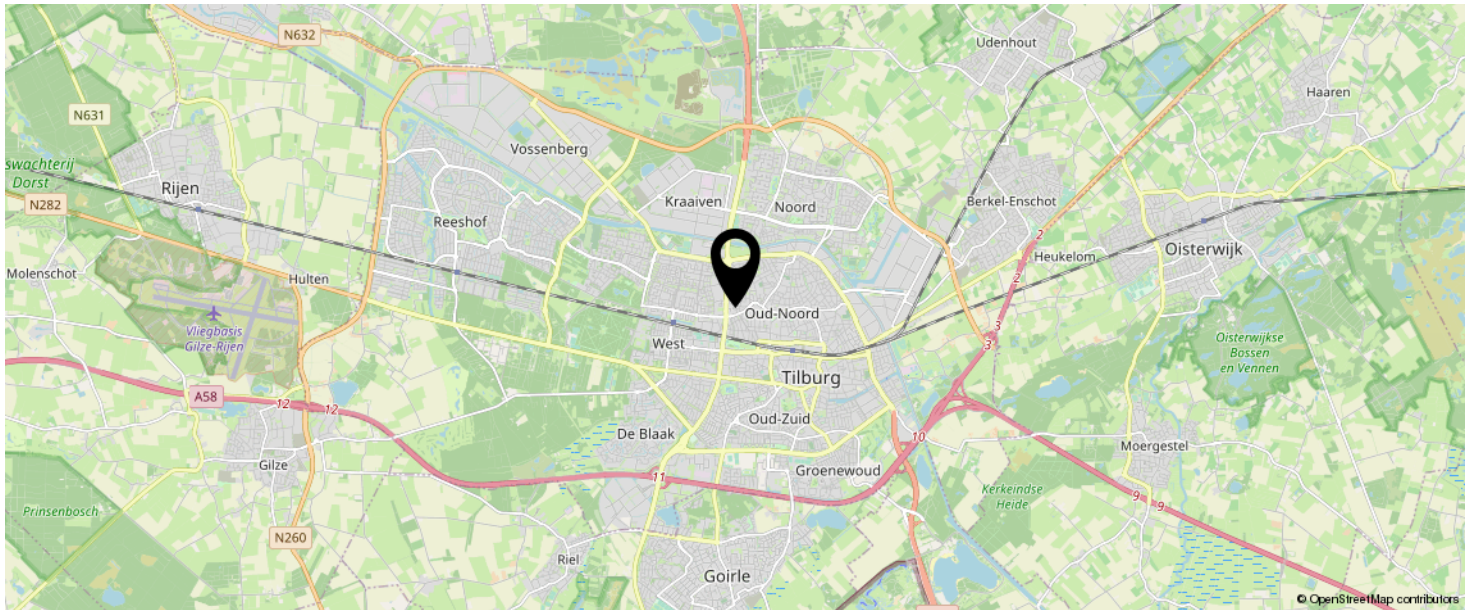 N632
Udenhout
Haaren
N631
Vossenberg
swachterij
Dorst
Rijen
Kraaiven
Noord
Berkel-Enschot
N282
Reeshof
2
Oisterwijk
Heukelom
2
Molenschot
Hulten
Oud-Noord
3
Vliegbasis
Gilze-Rijen
West
3
Oisterwijkse
Bossen
en Vennen
Tilburg
A58
12
12
Oud-Zuid
De Blaak
10
Moergestel
Gilze
Groenewoud
11
Kerkeindse
Heide
9
9
Prinsenbosch
N260
Riel
Goirle
© OpenStreetMap contributors